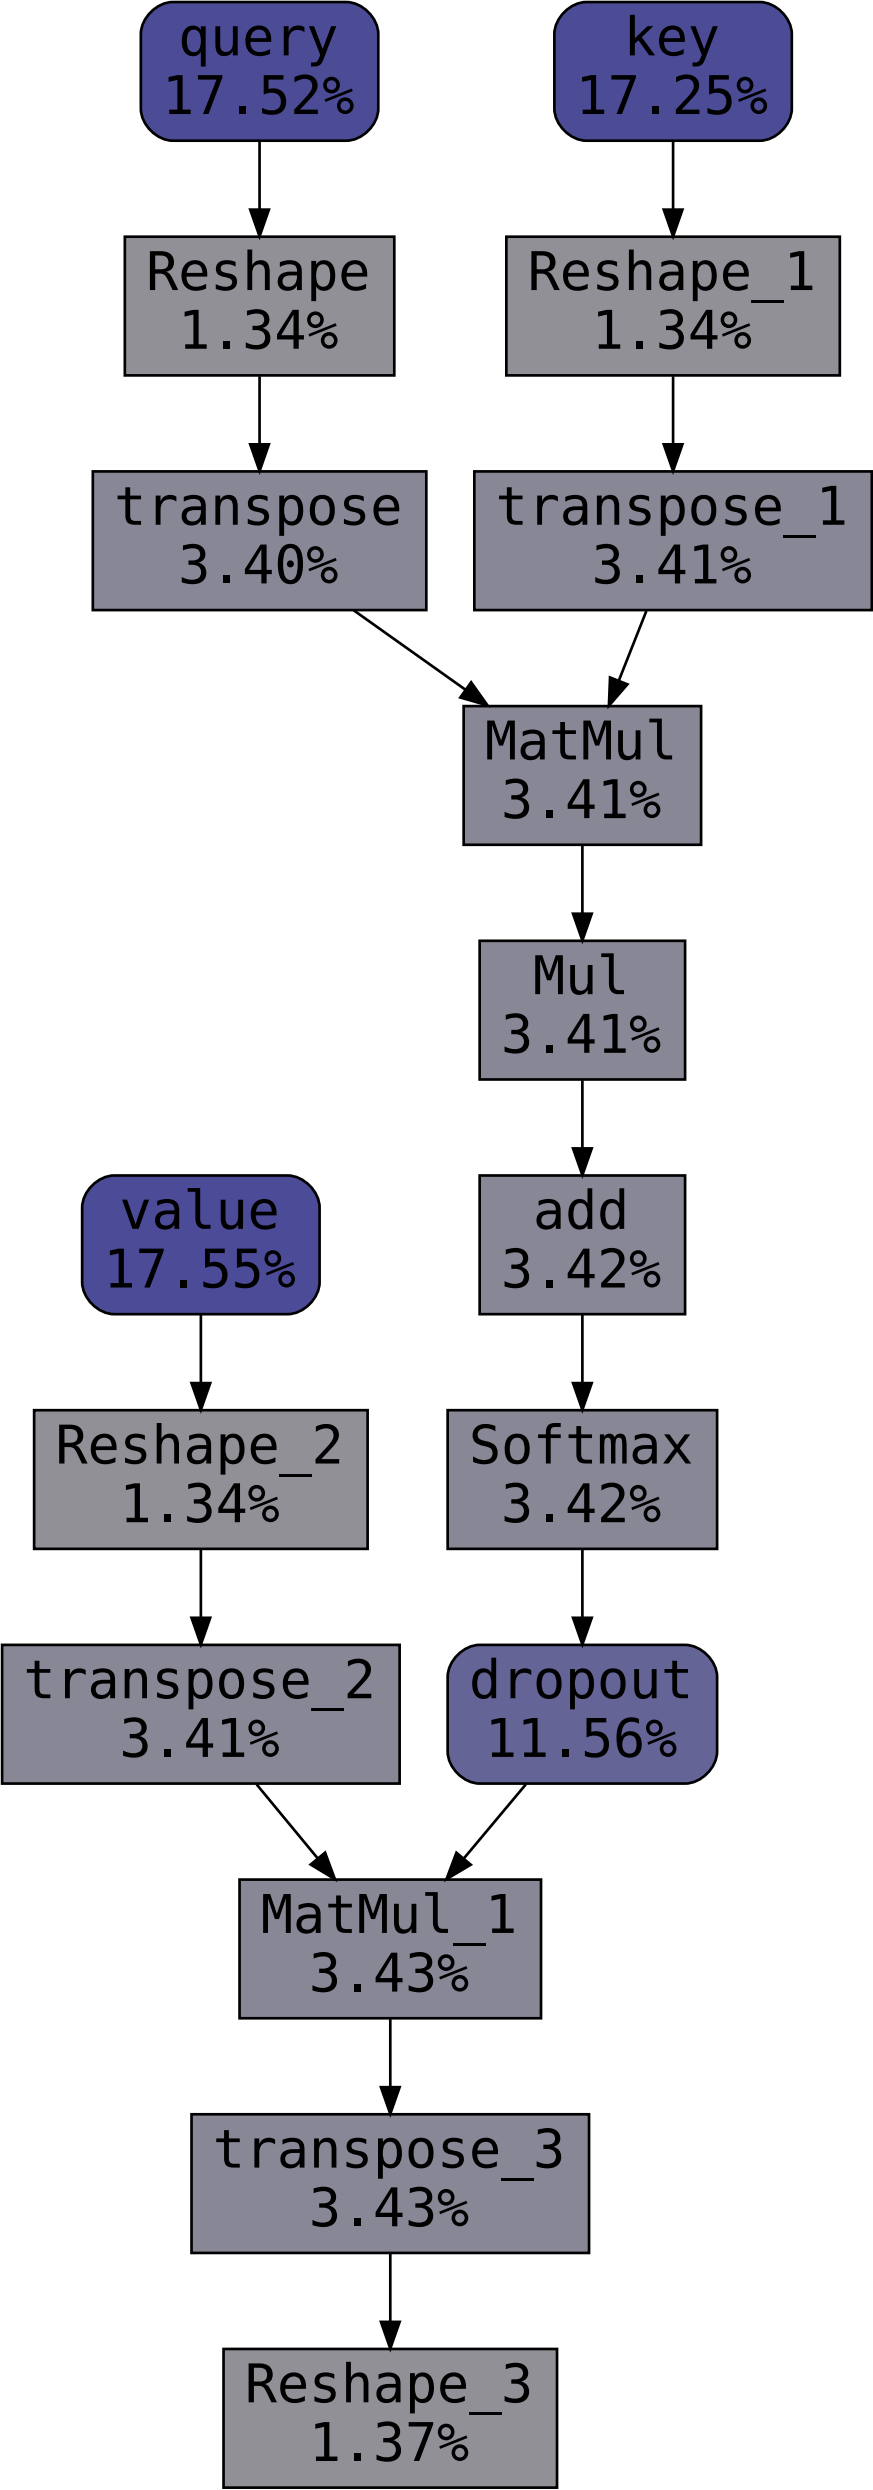 query
17.52%
key
17.25%
Reshape
1.34%
Reshape_1
1.34%
transpose
3.40%
transpose_1
3.41%
MatMul
3.41%
Mul
3.41%
add
3.42%
value
17.55%
Softmax
3.42%
Reshape_2
1.34%
transpose_2
3.41%
dropout
11.56%
MatMul_1
3.43%
transpose_3
3.43%
Reshape_3
1.37%